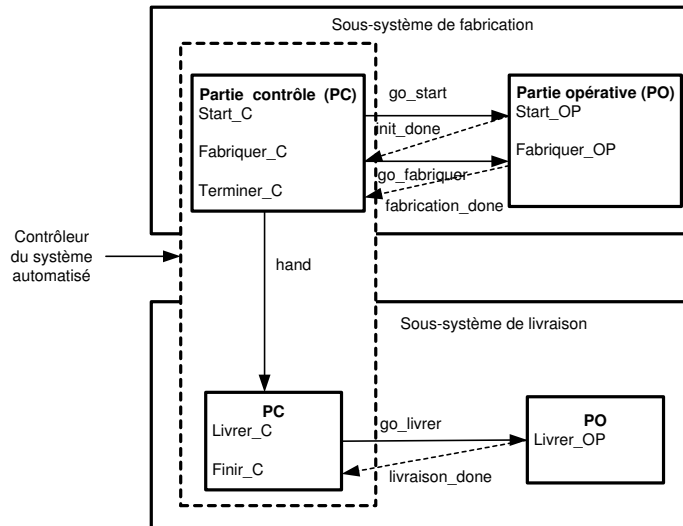 Sous-système de fabrication
Partie contrôle (PC)
Start_C
Fabriquer_C
Terminer_C
go_start
init_done
go_fabriquer
fabrication_done
Partie opérative (PO)
Start_OP
Fabriquer_OP
Contrôleur
du système
automatisé
hand
Sous-système de livraison
PC
Livrer_C
Finir_C
go_livrer
livraison_done
PO
Livrer_OP